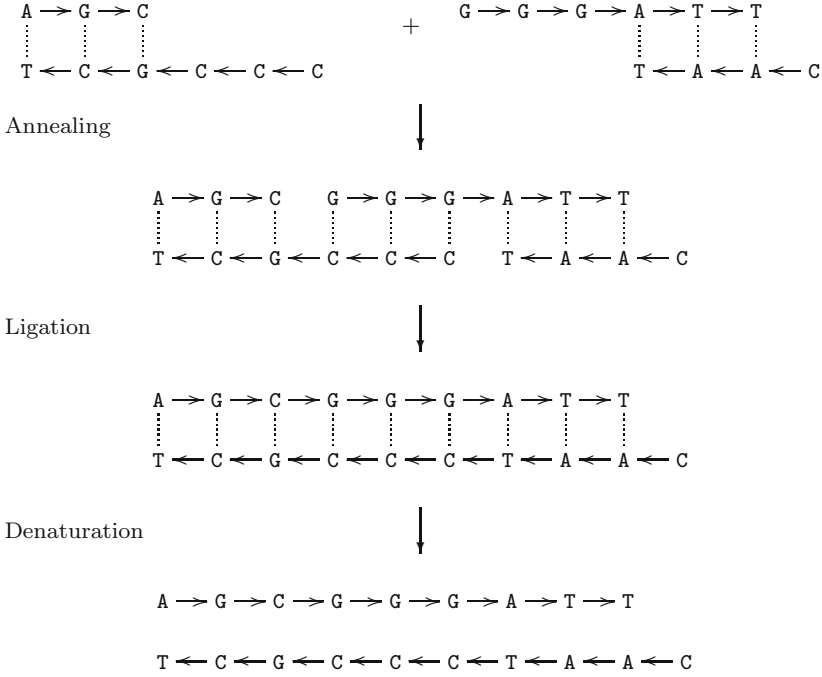 A → G → C + G → G → G → A → T → T
T ← C ← G ← C ← C ← C T ← A ← A ← C
Annealing
A → G → C G → G → G → A → T → T
T ← C ← G ← C ← C ← C T ← A ← A ← C
Ligation
A → G → C → G → G → G → A → T → T
T ← C ← G ← C ← C ← C ← T ← A ← A ← C
Denaturation
A → G → C → G → G → G → A → T → T
T ← C ← G ← C ← C ← C ← T ← A ← A ← C